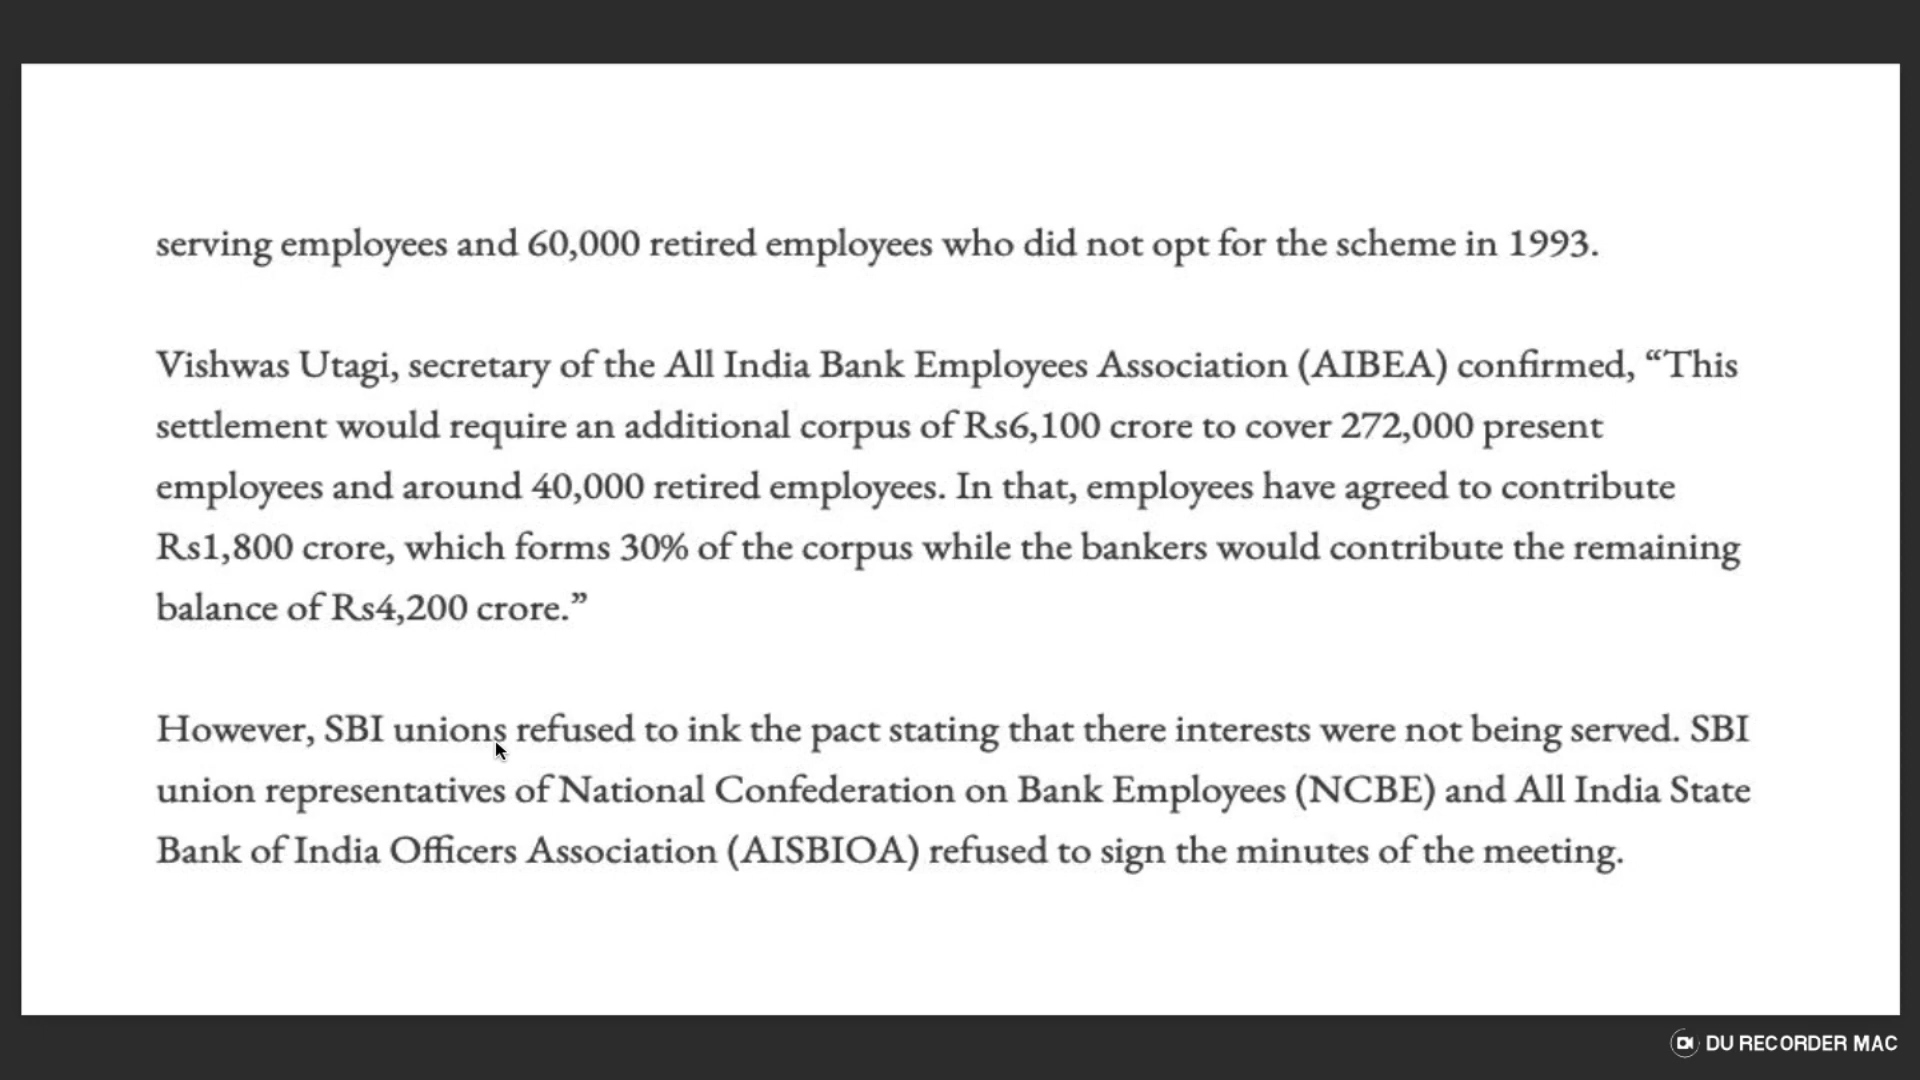 serving employees and 60,000 retired employees who did not opt for the scheme in 1993.
Vishwas Utagi, secretary of the All India Bank Employees Association (AIBEA) confirmed, “This
settlement would require an additional corpus of Rs6,100 crore to cover 272,000 present
employees and around 40,000 retired employees. In that, employees have agreed to contribute
Rs1,800 crore, which forms 30% of the corpus while the bankers would contribute the remaining
balance of Rs4,200 crore.”
However, SBI unions refused to ink the pact stating that there interests were not being served. SBI
union representatives of National Confederation on Bank Employees (NCBE) and All India State
Bank of India Officers Association (AISBIOA) refused to sign the minutes of the meeting.
DU RECORDER MAC